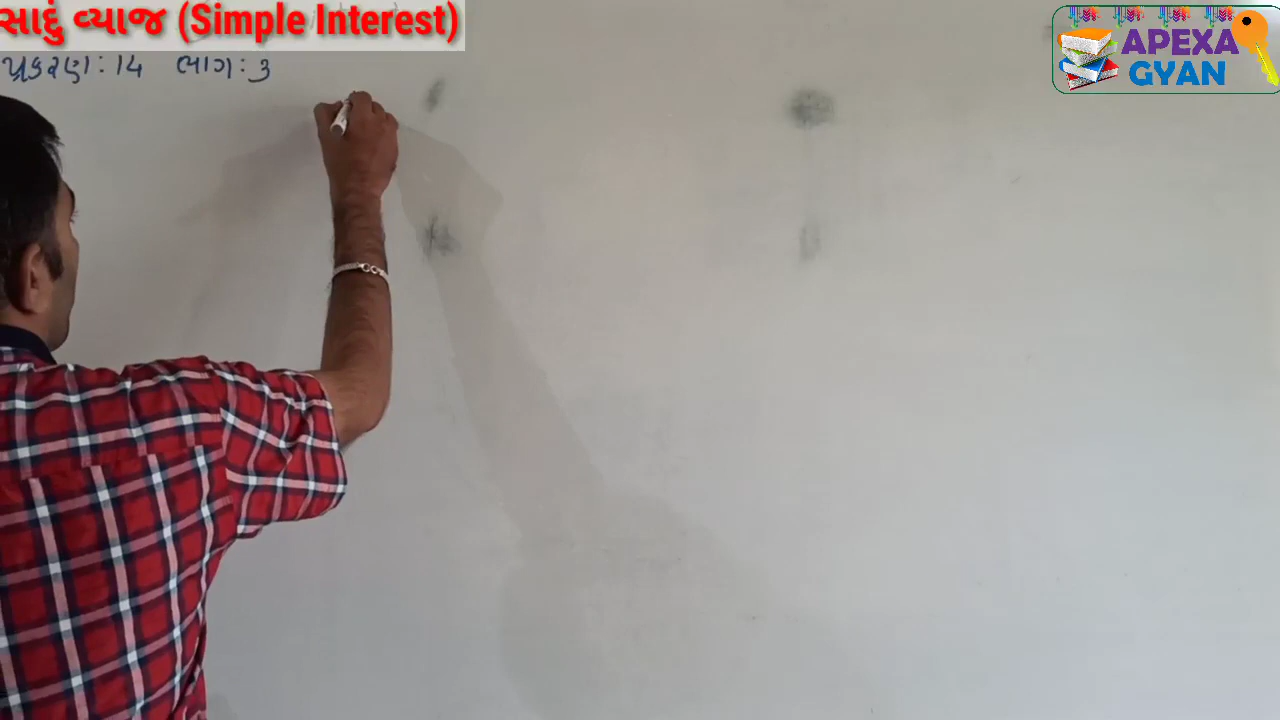 સાદું વ્યાજ (Simple Interest)
પ્રકરણ : 14 ભાગ : 3
APEXA
GYAN